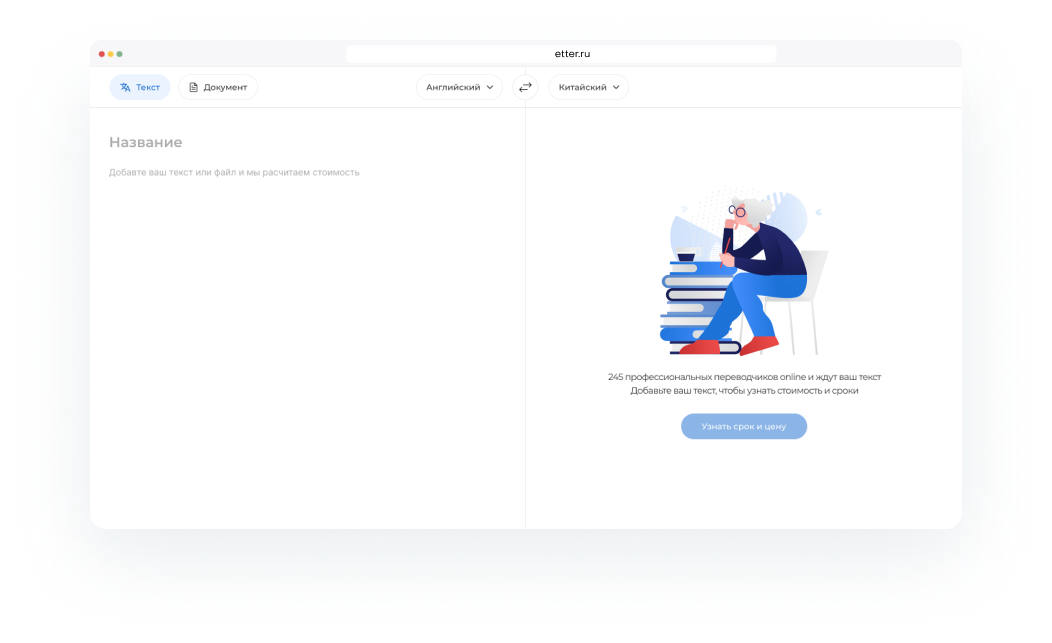 etter.ru
Текст
Документ
Английский
Китайский
Название
Добавте ваш текст или файл и мы расчитаем стоимость
245 профессиональных переводчиков online и ждут ваш текст
Добавьте ваш текст, чтобы узнать стоимость и сроки
Узнать срок и цену